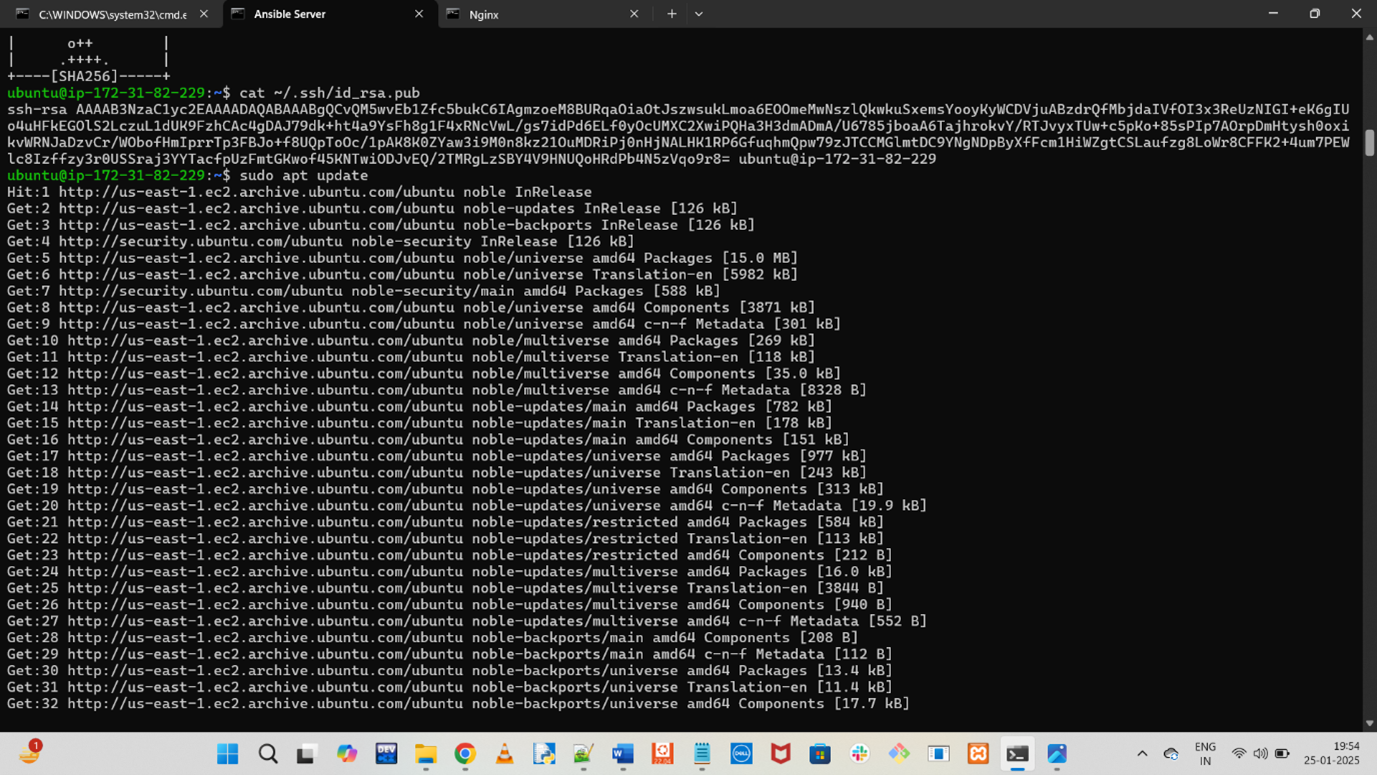 C:\WINDOWS\system32\cmd.e
Ansible Server
Nginx
|       o++       |
|      .++++.     |
+----[SHA256]-----+
ubuntu@ip-172-31-82-229:~$ cat ~/.ssh/id_rsa.pub
ssh-rsa
ubuntu@ip-172-31-82-229
ubuntu@ip-172-31-82-229:~$ sudo apt update
Hit:1 http://us-east-1.ec2.archive.ubuntu.com/ubuntu noble InRelease
Get:2 http://us-east-1.ec2.archive.ubuntu.com/ubuntu noble-updates InRelease [126 kB]
Get:3 http://us-east-1.ec2.archive.ubuntu.com/ubuntu noble-backports InRelease [126 kB]
Get:4 http://security.ubuntu.com/ubuntu noble-security InRelease [126 kB]
Get:5 http://us-east-1.ec2.archive.ubuntu.com/ubuntu noble/universe amd64 Packages [15.0 MB]
Get:6 http://us-east-1.ec2.archive.ubuntu.com/ubuntu noble/universe Translation-en [5982 kB]
Get:7 http://security.ubuntu.com/ubuntu noble-security/main amd64 Packages [588 kB]
Get:8 http://us-east-1.ec2.archive.ubuntu.com/ubuntu noble/universe amd64 Components [3871 kB]
Get:9 http://us-east-1.ec2.archive.ubuntu.com/ubuntu noble/universe amd64 c-n-f Metadata [301 kB]
Get:10 http://us-east-1.ec2.archive.ubuntu.com/ubuntu noble/multiverse amd64 Packages [269 kB]
Get:11 http://us-east-1.ec2.archive.ubuntu.com/ubuntu noble/multiverse Translation-en [118 kB]
Get:12 http://us-east-1.ec2.archive.ubuntu.com/ubuntu noble/multiverse amd64 Components [35.0 kB]
Get:13 http://us-east-1.ec2.archive.ubuntu.com/ubuntu noble/multiverse amd64 c-n-f Metadata [8328 B]
Get:14 http://us-east-1.ec2.archive.ubuntu.com/ubuntu noble-updates/main amd64 Packages [782 kB]
Get:15 http://us-east-1.ec2.archive.ubuntu.com/ubuntu noble-updates/main Translation-en [178 kB]
Get:16 http://us-east-1.ec2.archive.ubuntu.com/ubuntu noble-updates/main amd64 Components [151 kB]
Get:17 http://us-east-1.ec2.archive.ubuntu.com/ubuntu noble-updates/universe amd64 Packages [977 kB]
Get:18 http://us-east-1.ec2.archive.ubuntu.com/ubuntu noble-updates/universe Translation-en [243 kB]
Get:19 http://us-east-1.ec2.archive.ubuntu.com/ubuntu noble-updates/universe amd64 Components [313 kB]
Get:20 http://us-east-1.ec2.archive.ubuntu.com/ubuntu noble-updates/universe amd64 c-n-f Metadata [19.9 kB]
Get:21 http://us-east-1.ec2.archive.ubuntu.com/ubuntu noble-updates/restricted amd64 Packages [584 kB]
Get:22 http://us-east-1.ec2.archive.ubuntu.com/ubuntu noble-updates/restricted Translation-en [113 kB]
Get:23 http://us-east-1.ec2.archive.ubuntu.com/ubuntu noble-updates/restricted amd64 Components [212 B]
Get:24 http://us-east-1.ec2.archive.ubuntu.com/ubuntu noble-updates/multiverse amd64 Packages [16.0 kB]
Get:25 http://us-east-1.ec2.archive.ubuntu.com/ubuntu noble-updates/multiverse Translation-en [3844 B]
Get:26 http://us-east-1.ec2.archive.ubuntu.com/ubuntu noble-updates/multiverse amd64 Components [940 B]
Get:27 http://us-east-1.ec2.archive.ubuntu.com/ubuntu noble-updates/multiverse amd64 c-n-f Metadata [552 B]
Get:28 http://us-east-1.ec2.archive.ubuntu.com/ubuntu noble-backports/main amd64 Components [208 B]
Get:29 http://us-east-1.ec2.archive.ubuntu.com/ubuntu noble-backports/main amd64 c-n-f Metadata [112 B]
Get:30 http://us-east-1.ec2.archive.ubuntu.com/ubuntu noble-backports/universe amd64 Packages [13.4 kB]
Get:31 http://us-east-1.ec2.archive.ubuntu.com/ubuntu noble-backports/universe Translation-en [11.4 kB]
Get:32 http://us-east-1.ec2.archive.ubuntu.com/ubuntu noble-backports/universe amd64 Components [17.7 kB]
1
DEV
22.04
DELL
ENG
IN
19:54
25-01-2025